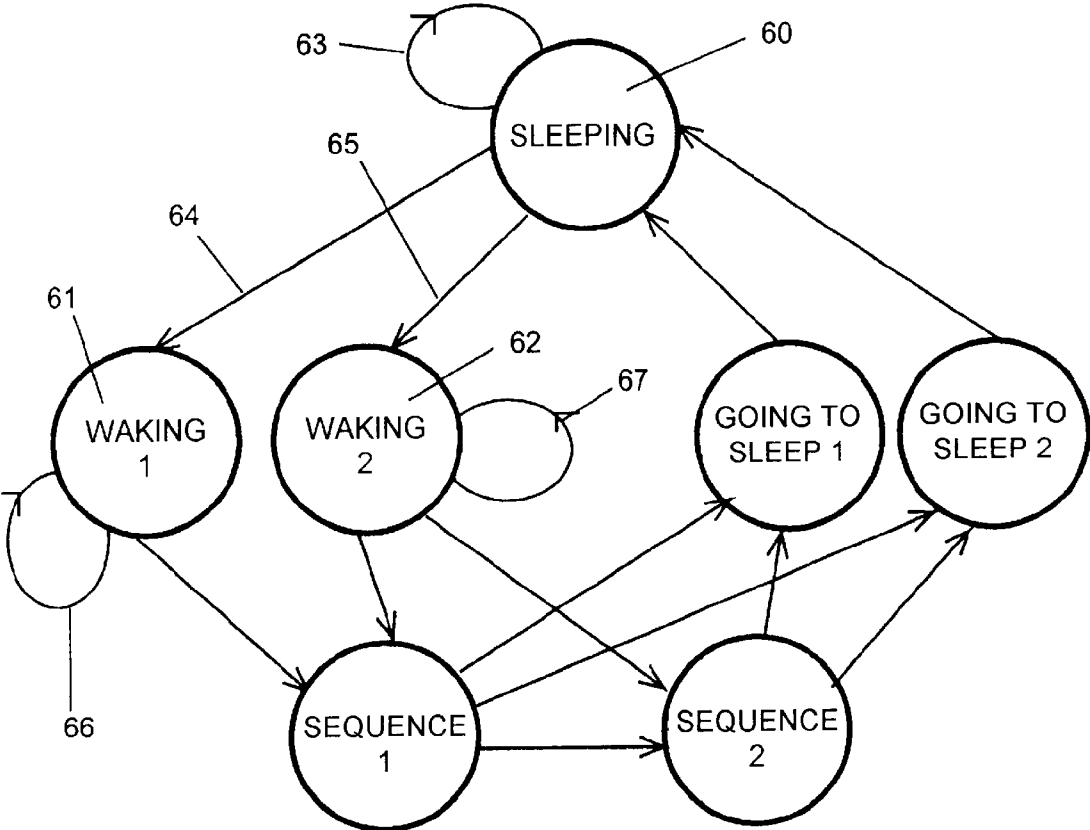 63
60
SLEEPING
65
64
61
62
67
WAKING
1
WAKING
2
GOING TO
SLEEP 1
GOING TO
SLEEP 2
66
SEQUENCE
1
SEQUENCE
2